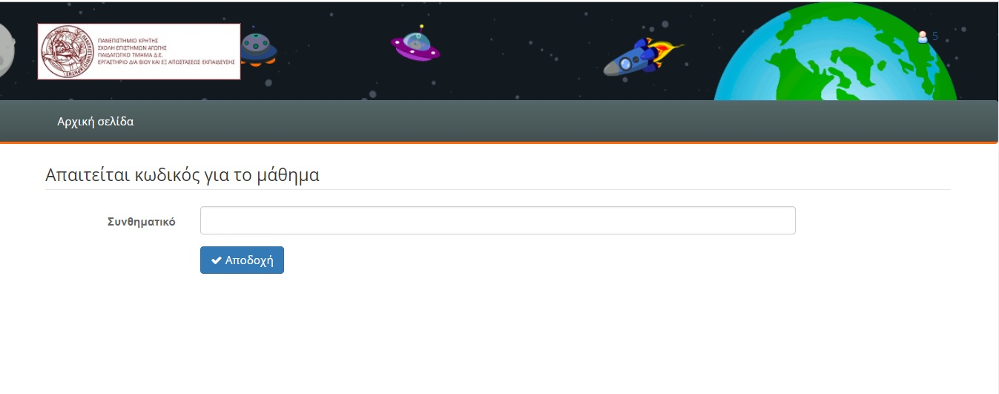 ΠΑΝΕΠΙΣΤΗΜΙΟ ΚΡΗΤΗΣ
ΣΧΟΛΗ ΕΠΙΣΤΗΜΩΝ ΑΓΩΓΗΣ
ΠΑΙΔΑΓΩΓΙΚΟ ΤΜΗΜΑ Δ.Ε.
ΕΡΓΑΣΤΗΡΙΟ ΔΙΑ ΒΙΟΥ ΚΑΙ ΕΞ ΑΠΟΣΤΑΣΕΩΣ ΕΚΠΑΙΔΕΥΣΗΣ
5
Αρχική σελίδα
Απαιτείται κωδικός για το μάθημα
Συνθηματικό
Αποδοχή